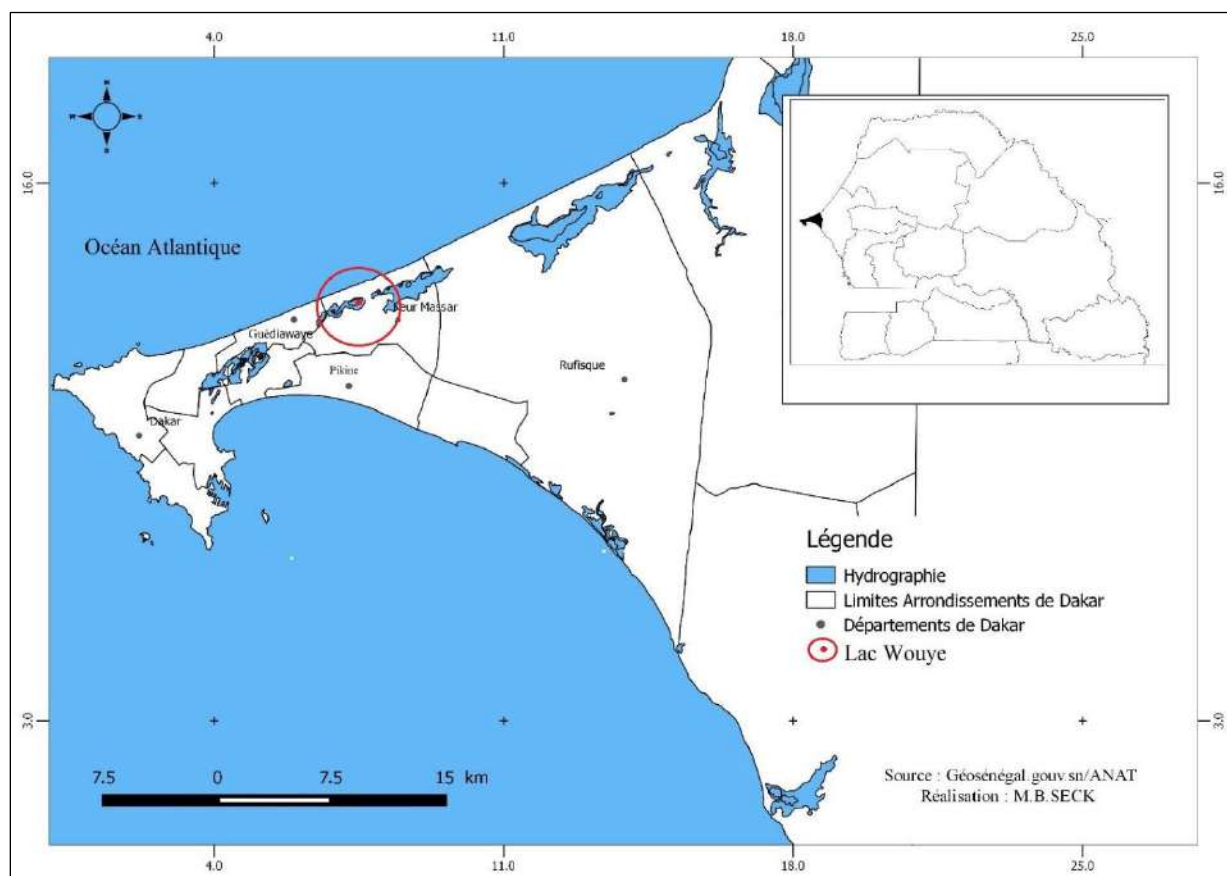 4.0
11.0
18.0
25.0
16.0
16.0
Océan Atlantique
Keur Massar
Guédiawaye
Pikine
Rufisque
Dakar
Légende
Hydrographie
Limites Arrondissements de Dakar
Départements de Dakar
Lac Wouye
3.0
3.0
7.5
0
7.5
15 km
Source : Géosénégal.gouv.sn/ANAT
Réalisation : M.B.SECK
4.0
11.0
18.0
25.0